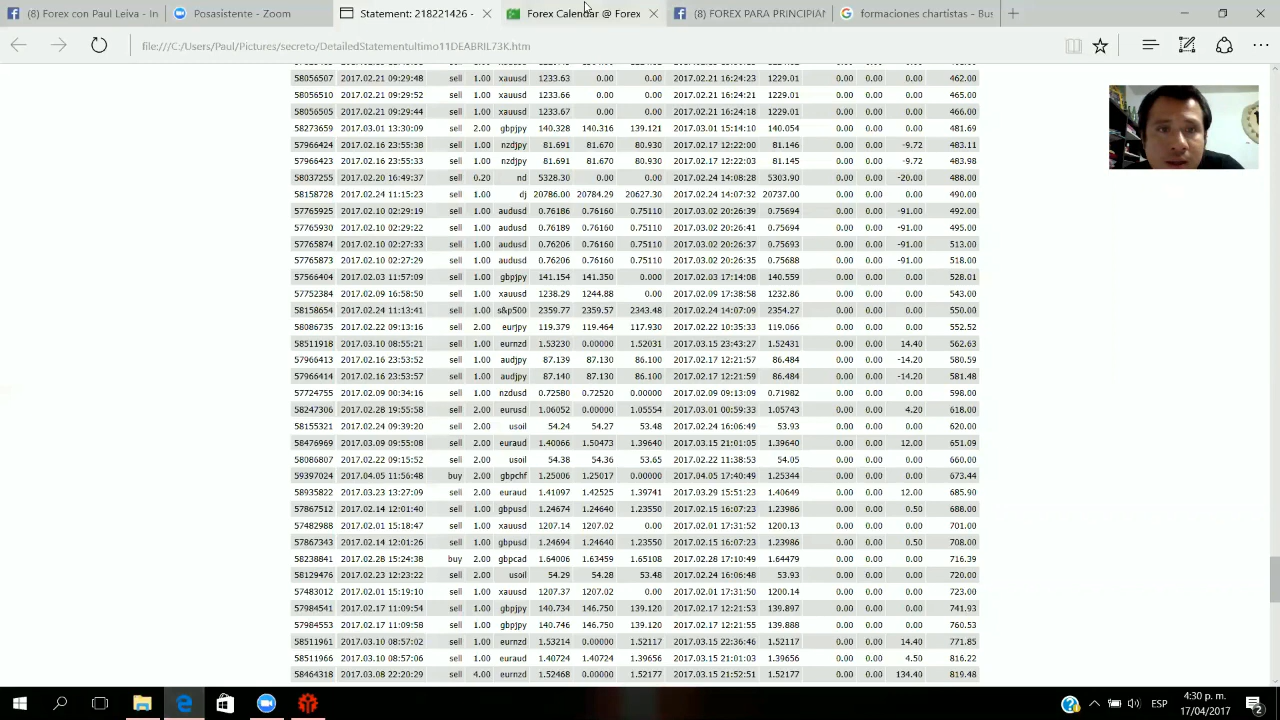 (8) Forex con Paul Leiva - In
Posasistente - Zoom
Statement: 218221426 -
Forex Calendar @ Forex
(8) FOREX PARA PRINCIPIAN
formaciones chartistas - Bus
file:///C:/Users/Paul/Pictures/secreto/DetailedStatementultimo11DEABRIL73K.htm
58056507 2017.02.21 09:29:48 sell 1.00 xauusd 1233.63 0.00 0.00 2017.02.21 16:24:23 1229.01 0.00 0.00 0.00 462.00
58056510 2017.02.21 09:29:52 sell 1.00 xauusd 1233.66 0.00 0.00 2017.02.21 16:24:21 1229.01 0.00 0.00 0.00 465.00
58056505 2017.02.21 09:29:44 sell 1.00 xauusd 1233.67 0.00 0.00 2017.02.21 16:24:18 1229.01 0.00 0.00 0.00 466.00
58273659 2017.03.01 13:30:09 sell 2.00 gbpjpy 140.328 140.316 139.121 2017.03.01 15:14:10 140.054 0.00 0.00 0.00 481.69
57966424 2017.02.16 23:55:38 sell 1.00 nzdjpy 81.691 81.670 80.930 2017.02.17 12:22:00 81.146 0.00 0.00 -9.72 483.11
57966423 2017.02.16 23:55:33 sell 1.00 nzdjpy 81.691 81.670 80.930 2017.02.17 12:22:03 81.145 0.00 0.00 -9.72 483.98
58037255 2017.02.20 16:49:37 sell 0.20 nd 5328.30 0.00 0.00 2017.02.24 14:08:28 5303.90 0.00 0.00 -20.00 488.00
58158728 2017.02.24 11:15:23 sell 1.00 dj 20786.00 20784.29 20627.30 2017.02.24 14:07:32 20737.00 0.00 0.00 0.00 490.00
57765925 2017.02.10 02:29:19 sell 1.00 audusd 0.76186 0.76160 0.75110 2017.03.02 20:26:39 0.75694 0.00 0.00 -91.00 492.00
57765930 2017.02.10 02:29:22 sell 1.00 audusd 0.76189 0.76160 0.75110 2017.03.02 20:26:41 0.75694 0.00 0.00 -91.00 495.00
57765874 2017.02.10 02:27:33 sell 1.00 audusd 0.76206 0.76160 0.75110 2017.03.02 20:26:37 0.75693 0.00 0.00 -91.00 513.00
57765873 2017.02.10 02:27:29 sell 1.00 audusd 0.76206 0.76160 0.75110 2017.03.02 20:26:35 0.75688 0.00 0.00 -91.00 518.00
57566404 2017.02.03 11:57:09 sell 1.00 gbpjpy 141.154 141.350 0.000 2017.02.03 17:14:08 140.559 0.00 0.00 0.00 528.01
57752384 2017.02.09 16:58:50 sell 1.00 xauusd 1238.29 1244.88 0.00 2017.02.09 17:38:58 1232.86 0.00 0.00 0.00 543.00
58158654 2017.02.24 11:13:41 sell 1.00 s&p500 2359.77 2359.57 2343.48 2017.02.24 14:07:09 2354.27 0.00 0.00 0.00 550.00
58086735 2017.02.22 09:13:16 sell 2.00 eurjpy 119.379 119.464 117.930 2017.02.22 10:35:33 119.066 0.00 0.00 0.00 552.52
58511918 2017.03.10 08:55:21 sell 1.00 eurnzd 1.53230 0.00000 1.52031 2017.03.15 23:43:27 1.52431 0.00 0.00 14.40 562.63
57966413 2017.02.16 23:53:52 sell 1.00 audjpy 87.139 87.130 86.100 2017.02.17 12:21:57 86.484 0.00 0.00 -14.20 580.59
57966414 2017.02.16 23:53:57 sell 1.00 audjpy 87.140 87.130 86.100 2017.02.17 12:21:59 86.484 0.00 0.00 -14.20 581.48
57724755 2017.02.09 00:34:16 sell 1.00 nzdusd 0.72580 0.72520 0.00000 2017.02.09 09:13:09 0.71982 0.00 0.00 0.00 598.00
58247306 2017.02.28 19:55:58 sell 2.00 eurusd 1.06052 0.00000 1.05554 2017.03.01 00:59:33 1.05743 0.00 0.00 4.20 618.00
58155321 2017.02.24 09:39:20 sell 2.00 usoil 54.24 54.27 53.48 2017.02.24 16:06:49 53.93 0.00 0.00 0.00 620.00
58476969 2017.03.09 09:55:08 sell 2.00 euraud 1.40066 1.50473 1.39640 2017.03.15 21:01:05 1.39640 0.00 0.00 12.00 651.09
58086807 2017.02.22 09:15:52 sell 2.00 usoil 54.38 54.36 53.65 2017.02.22 11:38:53 54.05 0.00 0.00 0.00 660.00
59397024 2017.04.05 11:56:48 buy 2.00 gbpchf 1.25006 1.25017 0.00000 2017.04.05 17:40:49 1.25344 0.00 0.00 0.00 673.44
58935822 2017.03.23 13:27:09 sell 2.00 euraud 1.41097 1.42525 1.39741 2017.03.29 15:51:23 1.40649 0.00 0.00 12.00 685.90
57867512 2017.02.14 12:01:40 sell 1.00 gbpusd 1.24674 1.24640 1.23550 2017.02.15 16:07:23 1.23986 0.00 0.00 0.50 688.00
57482988 2017.02.01 15:18:47 sell 1.00 xauusd 1207.14 1207.02 0.00 2017.02.01 17:31:52 1200.13 0.00 0.00 0.00 701.00
57867343 2017.02.14 12:01:26 sell 1.00 gbpusd 1.24694 1.24640 1.23550 2017.02.15 16:07:23 1.23986 0.00 0.00 0.50 708.00
58238841 2017.02.28 15:24:38 buy 2.00 gbpcad 1.64006 1.63459 1.65108 2017.02.28 17:10:49 1.64479 0.00 0.00 0.00 716.39
58129476 2017.02.23 12:23:22 sell 2.00 usoil 54.29 54.28 53.48 2017.02.24 16:06:48 53.93 0.00 0.00 0.00 720.00
57483012 2017.02.01 15:19:10 sell 1.00 xauusd 1207.37 1207.02 0.00 2017.02.01 17:31:50 1200.14 0.00 0.00 0.00 723.00
57984541 2017.02.17 11:09:54 sell 1.00 gbpjpy 140.734 146.750 139.120 2017.02.17 12:21:53 139.897 0.00 0.00 0.00 741.93
57984553 2017.02.17 11:09:58 sell 1.00 gbpjpy 140.746 146.750 139.120 2017.02.17 12:21:55 139.888 0.00 0.00 0.00 760.53
58511961 2017.03.10 08:57:02 sell 1.00 eurnzd 1.53214 0.00000 1.52117 2017.03.15 22:36:46 1.52117 0.00 0.00 14.40 771.85
58511966 2017.03.10 08:57:06 sell 1.00 euraud 1.40724 1.40724 1.39656 2017.03.15 21:01:03 1.39656 0.00 0.00 4.50 816.22
58464318 2017.03.08 22:20:29 sell 4.00 eurnzd 1.52468 0.00000 1.52177 2017.03.15 21:52:51 1.52177 0.00 0.00 134.40 819.48
ESP
4:30 p. m.
17/04/2017
2